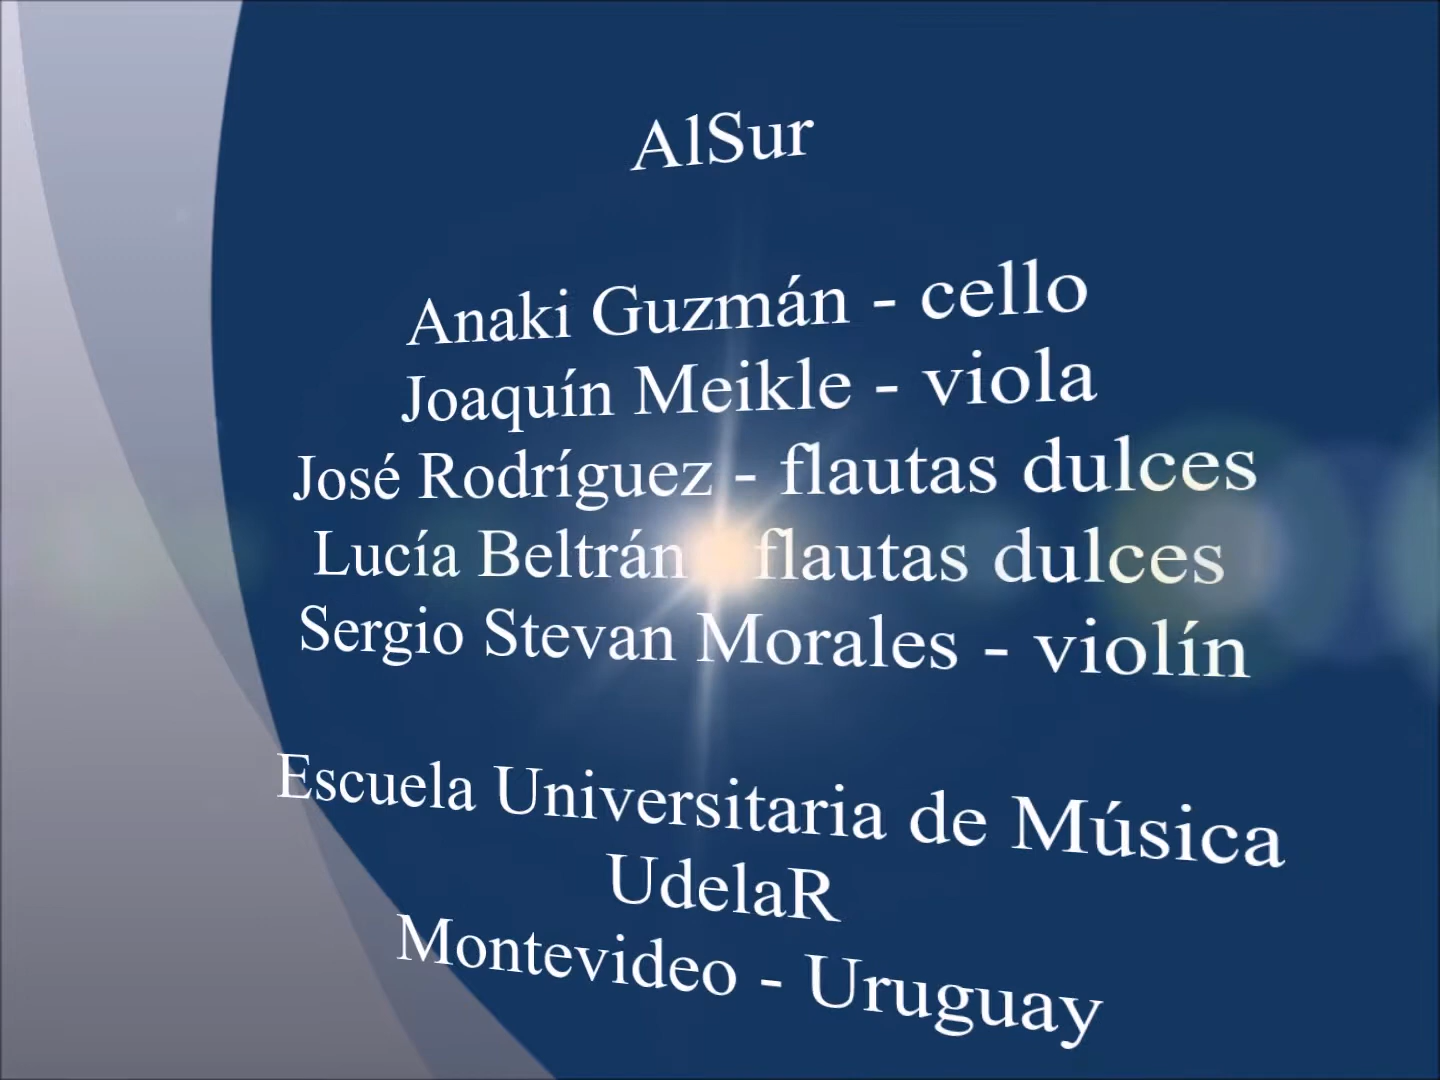 AlSur
Anaki Guzmán - cello
Joaquín Meikle - viola
José Rodríguez - flautas dulces
Lucía Beltrán flautas dulces
Sergio Stevan Morales - violín
Escuela Universitaria de Música
UdelaR
Montevideo - Uruguay